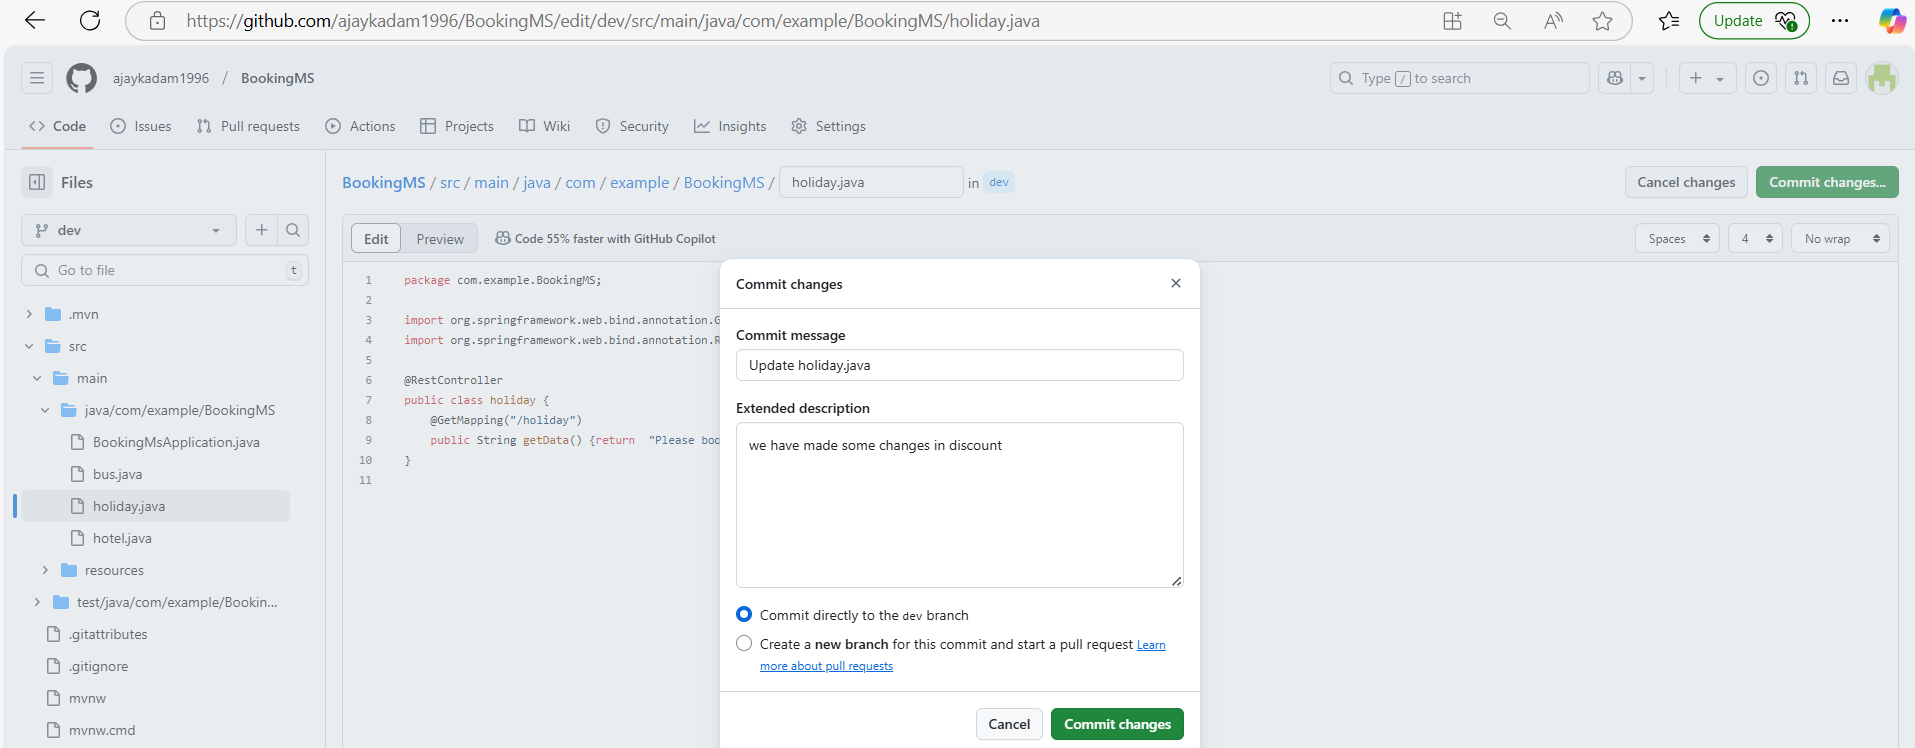 https://github.com/ajaykadam1996/BookingMS/edit/dev/src/main/java/com/example/BookingMS/holiday.java
Update
ajaykadam1996 / BookingMS
Type / to search
Code
Issues
Pull requests
Actions
Projects
Wiki
Security
Insights
Settings
Files
BookingMS / src / main / java / com / example / BookingMS / holiday.java in dev
Cancel changes
Commit changes...
dev
Edit
Preview
Code 55% faster with GitHub Copilot
Spaces
4
No wrap
Go to file
t
.mvn
src
main
java/com/example/BookingMS
BookingMsApplication.java
bus.java
holiday.java
hotel.java
resources
test/java/com/example/Bookin...
.gitattributes
.gitignore
mvnw
mvnw.cmd
1 package com.example.BookingMS;
2
3 import org.springframework.web.bind.annotation.G
4 import org.springframework.web.bind.annotation.R
5
6 @RestController
7 public class holiday {
8 @GetMapping("/holiday")
9 public String getData() {return "Please boo
10 }
11
Commit changes
Commit message
Update holiday.java
Extended description
we have made some changes in discount
Commit directly to the dev branch
Create a new branch for this commit and start a pull request Learn
more about pull requests
Cancel
Commit changes